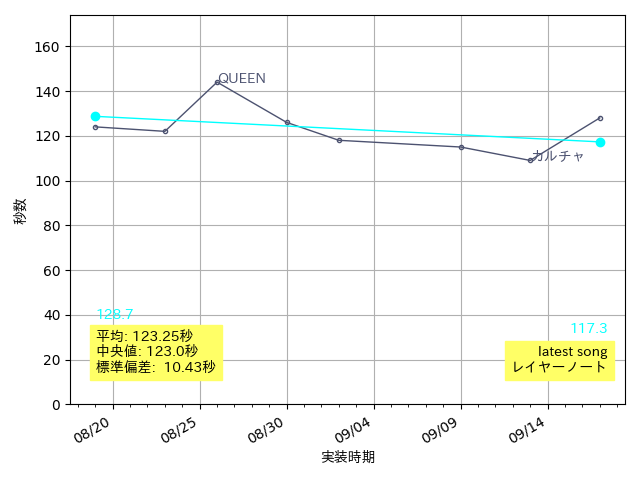 160
140
120
100
80
60
40
20
0
秒数
QUEEN
カルチャ
128.7
平均: 123.25秒
中央値: 123.0秒
標準偏差: 10.43秒
117.3
latest song
レイヤーノート
08/20
08/25
08/30
09/04
09/09
09/14
実装時期